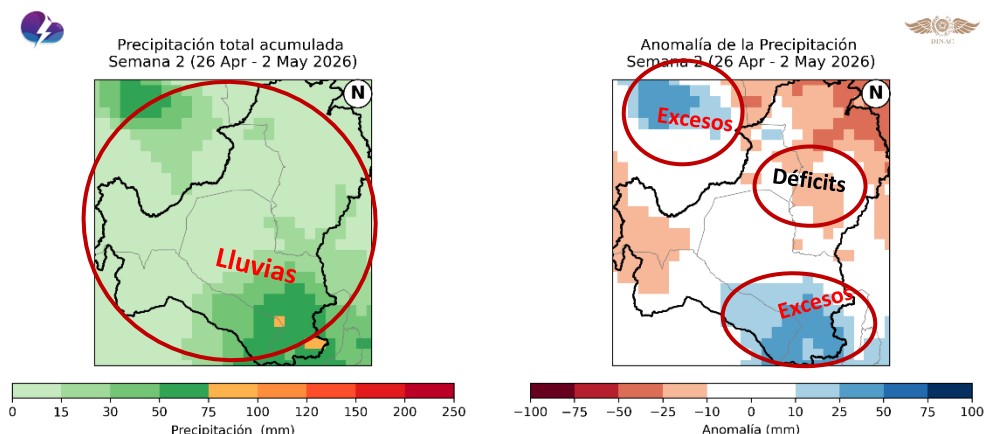 DINAC
Precipitación total acumulada
Semana 2 (26 Apr - 2 May 2026)
N
Lluvias
0 15 30 50 75 100 120 150 200 250
Precipitación (mm)
Anomalía de la Precipitación
Semana 2 (26 Apr - 2 May 2026)
N
Excesos
Déficits
Excesos
−100 −75 −50 −25 −10 0 10 25 50 75 100
Anomalía (mm)